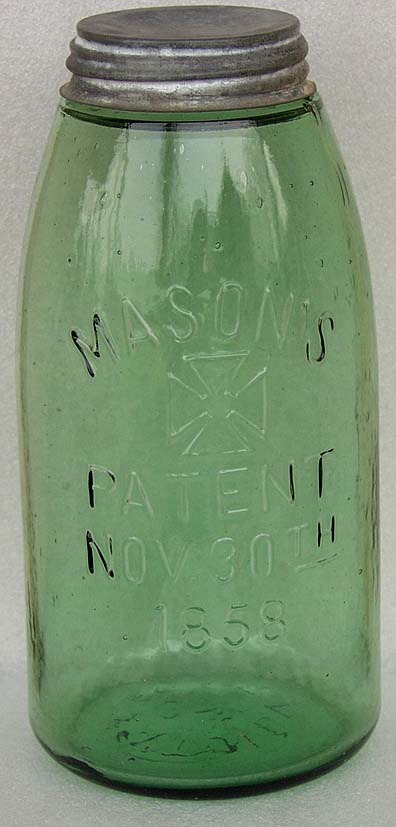 MASON'S
PATENT
NOV. 30TH
1858